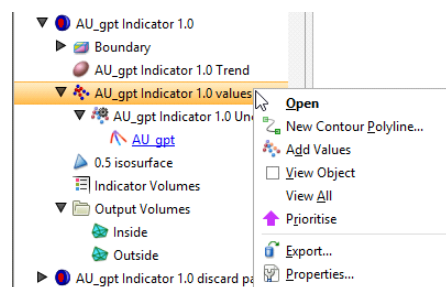 AU_gpt Indicator 1.0
Boundary
AU_gpt Indicator 1.0 Trend
AU_gpt Indicator 1.0 values
AU_gpt Indicator 1.0
AU_gpt
0.5 isosurface
Indicator Volumes
Output Volumes
Inside
Outside
AU_gpt Indicator 1.0 discard
Open
New Contour Polyline...
Add Values
View Object
View All
Prioritise
Export...
Properties...